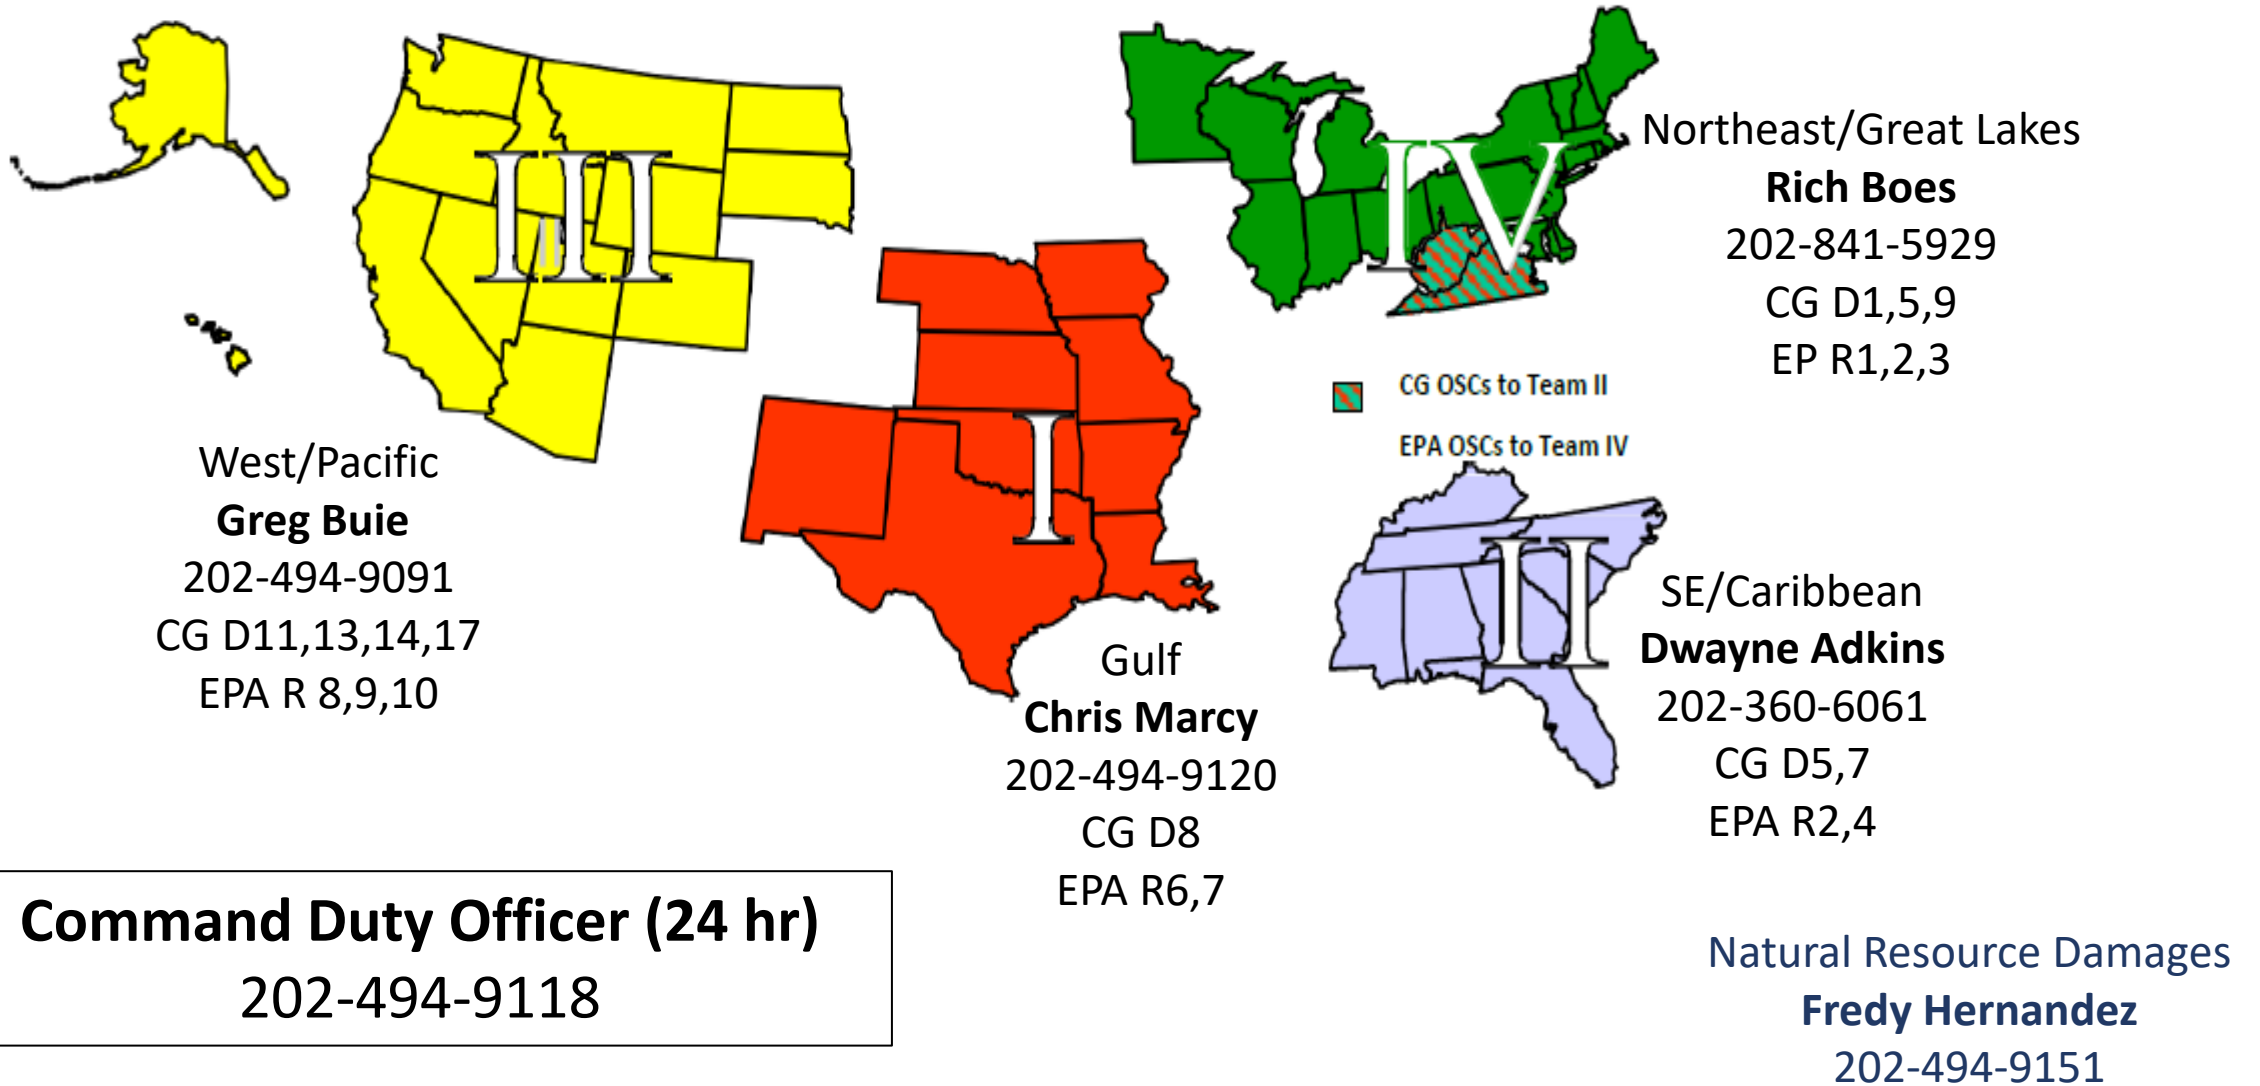 III
IV
Northeast/Great Lakes
Rich Boes
202-841-5929
CG D1,5,9
EP R1,2,3
CG OSCs to Team II
EPA OSCs to Team IV
West/Pacific
Greg Buie
202-494-9091
CG D11,13,14,17
EPA R 8,9,10
I
Gulf
Chris Marcy
202-494-9120
CG D8
EPA R6,7
II
SE/Caribbean
Dwayne Adkins
202-360-6061
CG D5,7
EPA R2,4
Command Duty Officer (24 hr)
202-494-9118
Natural Resource Damages
Fredy Hernandez
202-494-9151